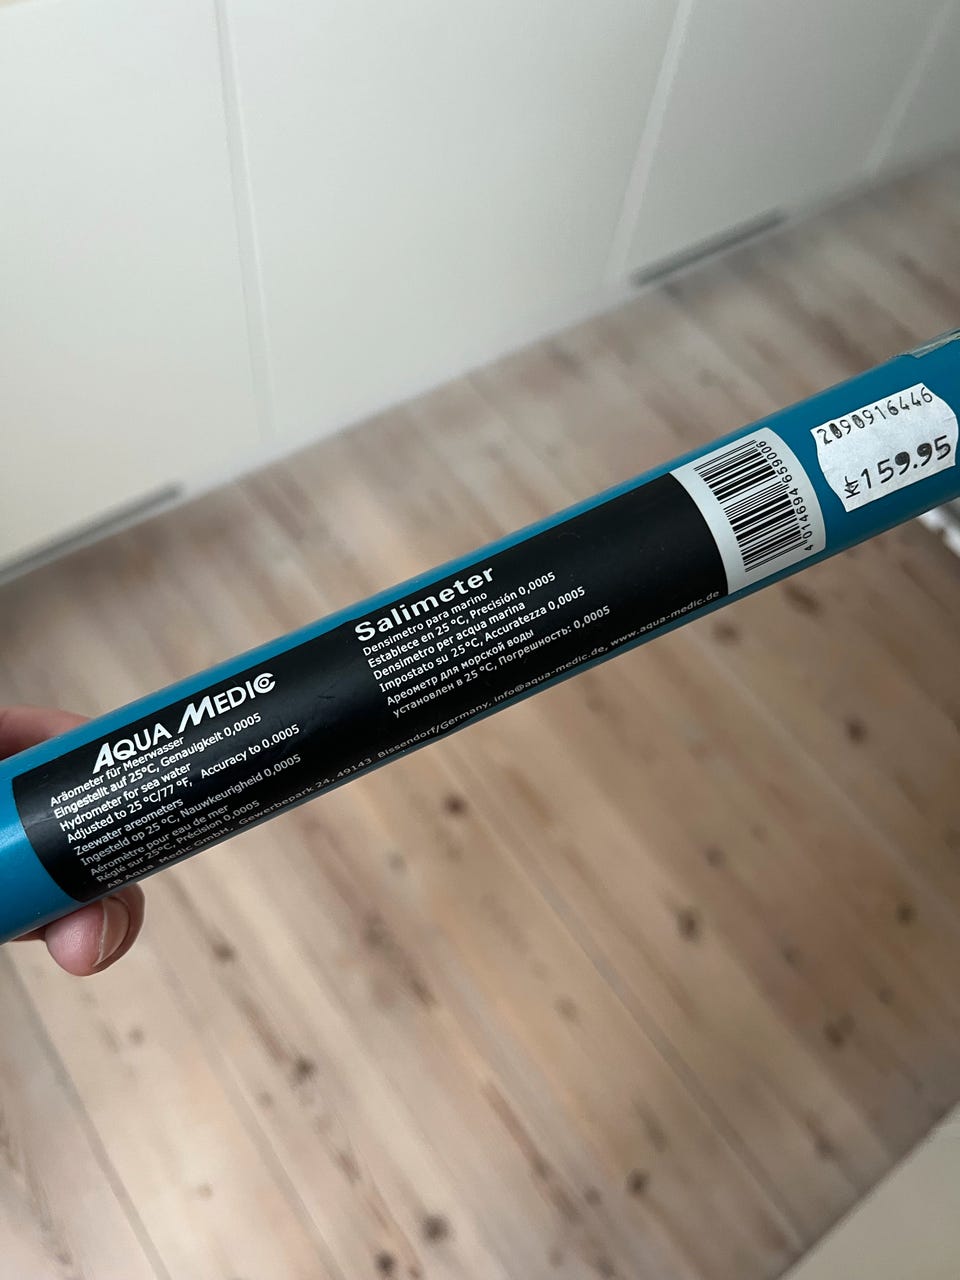 AQUA MEDIC
Aräometer für Meerwasser
Eingestellt auf 25°C, Genauigkeit 0,0005
Hydrometer for sea water
Adjusted to 25 °C/77 °F, Accuracy to 0.0005
Zeewater areometers
Ingesteld op 25 °C, Nauwkeurigheid 0,0005
Aéromètre pour eau de mer
Réglé sur 25°C, Précision 0,0005
AB Aqua Medic GmbH, Gewerbepark 24, 49143 Bissendorf/Germany, info@aqua-medic.de, www.aqua-medic.de
Salimeter
Densimetro para marino
Establece en 25 °C, Precisión 0,0005
Densimetro per acqua marina
Impostato su 25°C, Accuratezza 0,0005
Ареометр для морской воды
установлен в 25 °C, Погрешность: 0,0005
4 014694 659006
2090916446
kr159.95